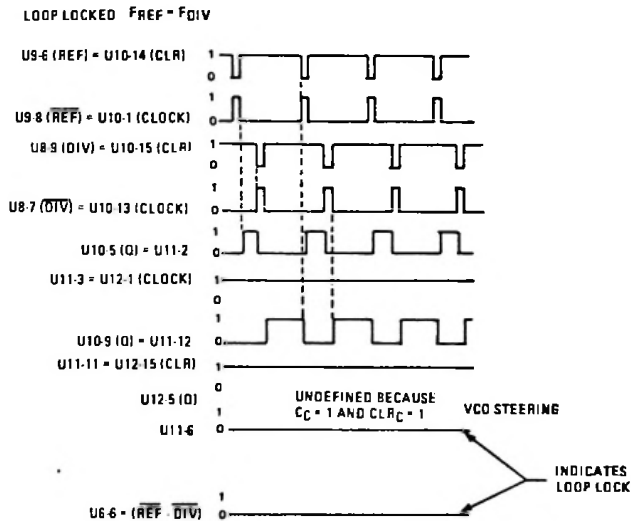 LOOP LOCKED FREF = FDIV
U9-6 (REF) = U10-14 (CLR)
1
0
U9-8 (REF) = U10-1 (CLOCK)
1
0
U8-9 (DIV) = U10-15 (CLR)
1
0
U8-7 (DIV) = U10-13 (CLOCK)
1
0
U10-5 (Q) = U11-2
1
0
U11-3 = U12-1 (CLOCK)
1
0
U10-9 (Q) = U11-12
1
0
U11-11 = U12-15 (CLR)
1
0
U12-5 (Q)
UNDEFINED BECAUSE
CC = 1 AND CLRC = 1
VCO STEERING
U11-6
1
0
INDICATES
LOOP LOCK
U6-6 = (REF · DIV)
1
0